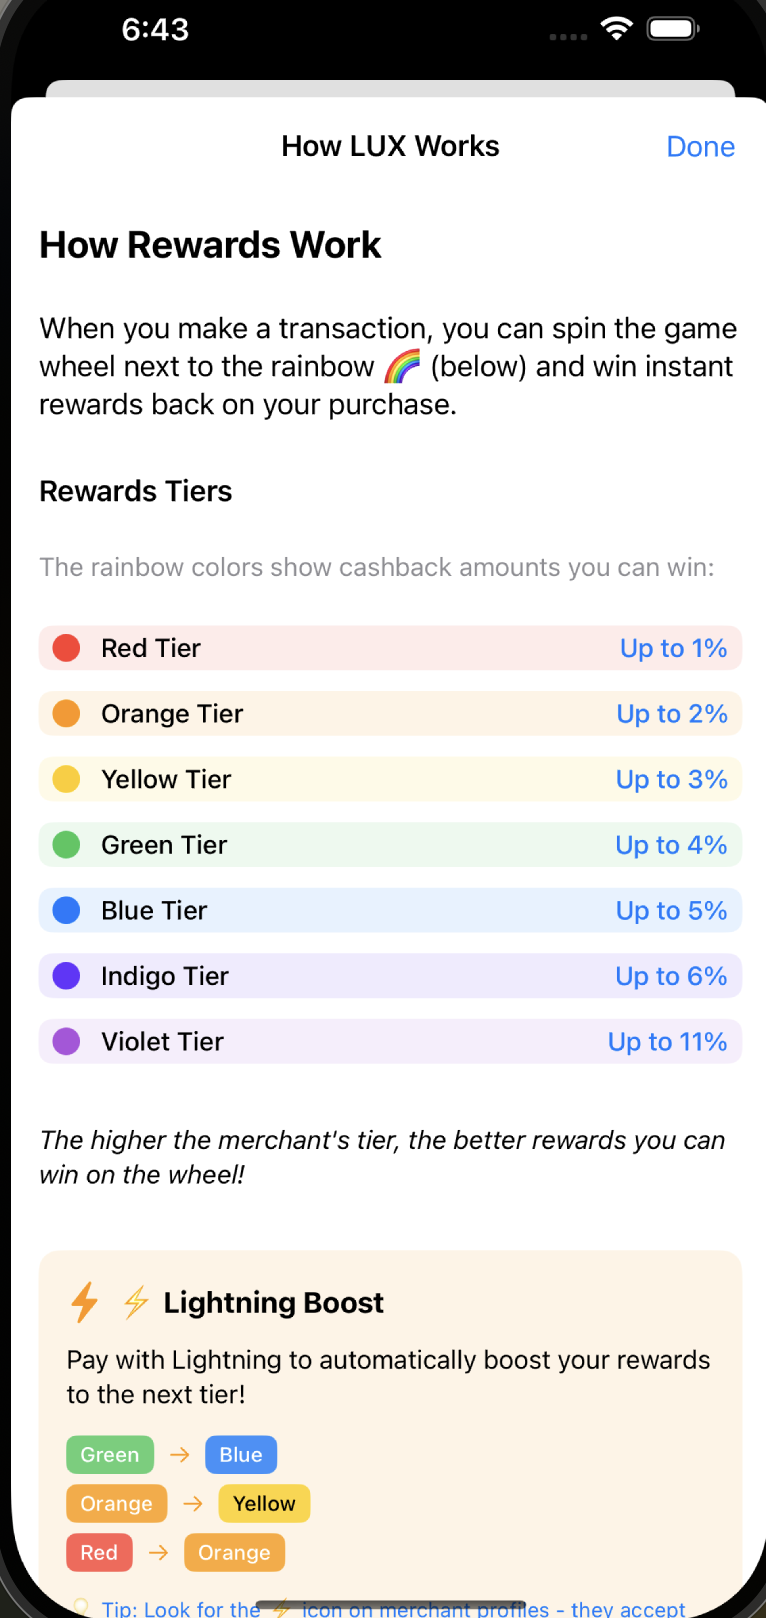 6:43
How LUX Works
Done
How Rewards Work
When you make a transaction, you can spin the game
wheel next to the rainbow 🌈 (below) and win instant
rewards back on your purchase.
Rewards Tiers
The rainbow colors show cashback amounts you can win:
Red Tier Up to 1%
Orange Tier Up to 2%
Yellow Tier Up to 3%
Green Tier Up to 4%
Blue Tier Up to 5%
Indigo Tier Up to 6%
Violet Tier Up to 11%
The higher the merchant's tier, the better rewards you can
win on the wheel!
⚡ Lightning Boost
Pay with Lightning to automatically boost your rewards
to the next tier!
Green → Blue
Orange → Yellow
Red → Orange
💡 Tip: Look for the ⚡ icon on merchant profiles - they accept